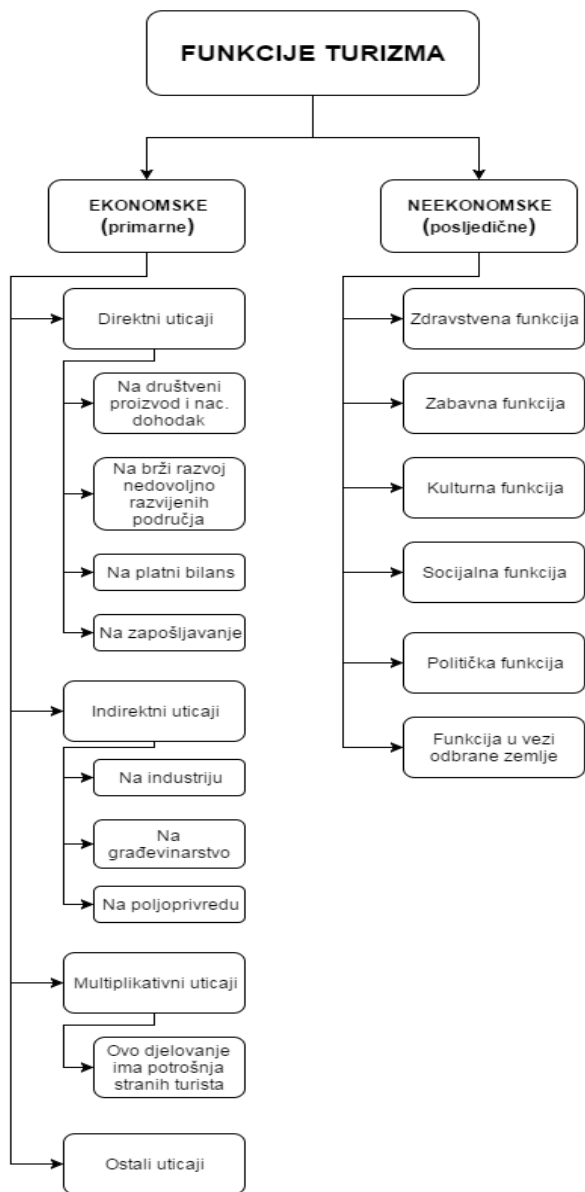 FUNKCIJE TURIZMA
EKONOMSKE
(primarne)
Direktni uticaji
Na društveni
proizvod i nac.
dohodak
Na brži razvoj
nedovoljno
razvijenih
područja
Na platni bilans
Na zapošljavanje
Indirektni uticaji
Na industriju
Na
građevinarstvo
Na poljoprivredu
Multiplikativni uticaji
Ovo djelovanje
ima potrošnja
stranih turista
Ostali uticaji
NEEKONOMSKE
(posljedične)
Zdravstvena funkcija
Zabavna funkcija
Kulturna funkcija
Socijalna funkcija
Politička funkcija
Funkcija u vezi
odbrane zemlje